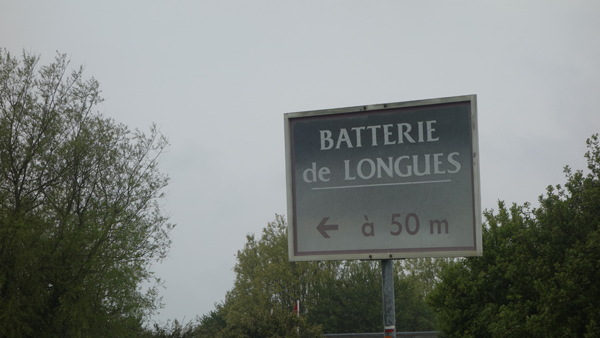 BATTERIE
de LONGUES
← à 50 m